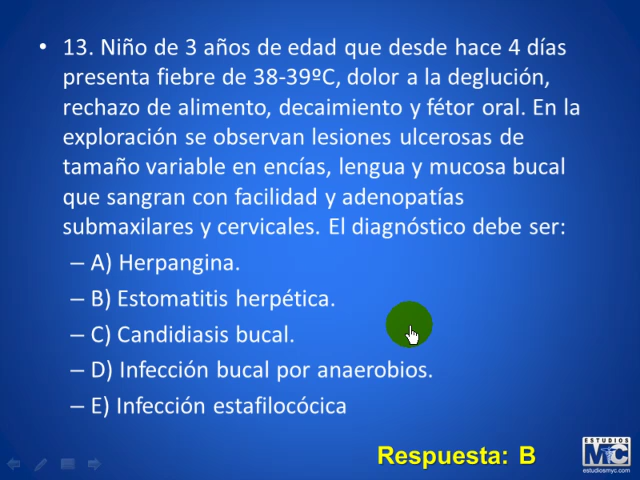 • 13. Niño de 3 años de edad que desde hace 4 días
presenta fiebre de 38-39ºC, dolor a la deglución,
rechazo de alimento, decaimiento y fétor oral. En la
exploración se observan lesiones ulcerosas de
tamaño variable en encías, lengua y mucosa bucal
que sangran con facilidad y adenopatías
submaxilares y cervicales. El diagnóstico debe ser:
– A) Herpangina.
– B) Estomatitis herpética.
– C) Candidiasis bucal.
– D) Infección bucal por anaerobios.
– E) Infección estafilocócica
Respuesta: B
ESTUDIOS
MyC
estudiosmyc.com